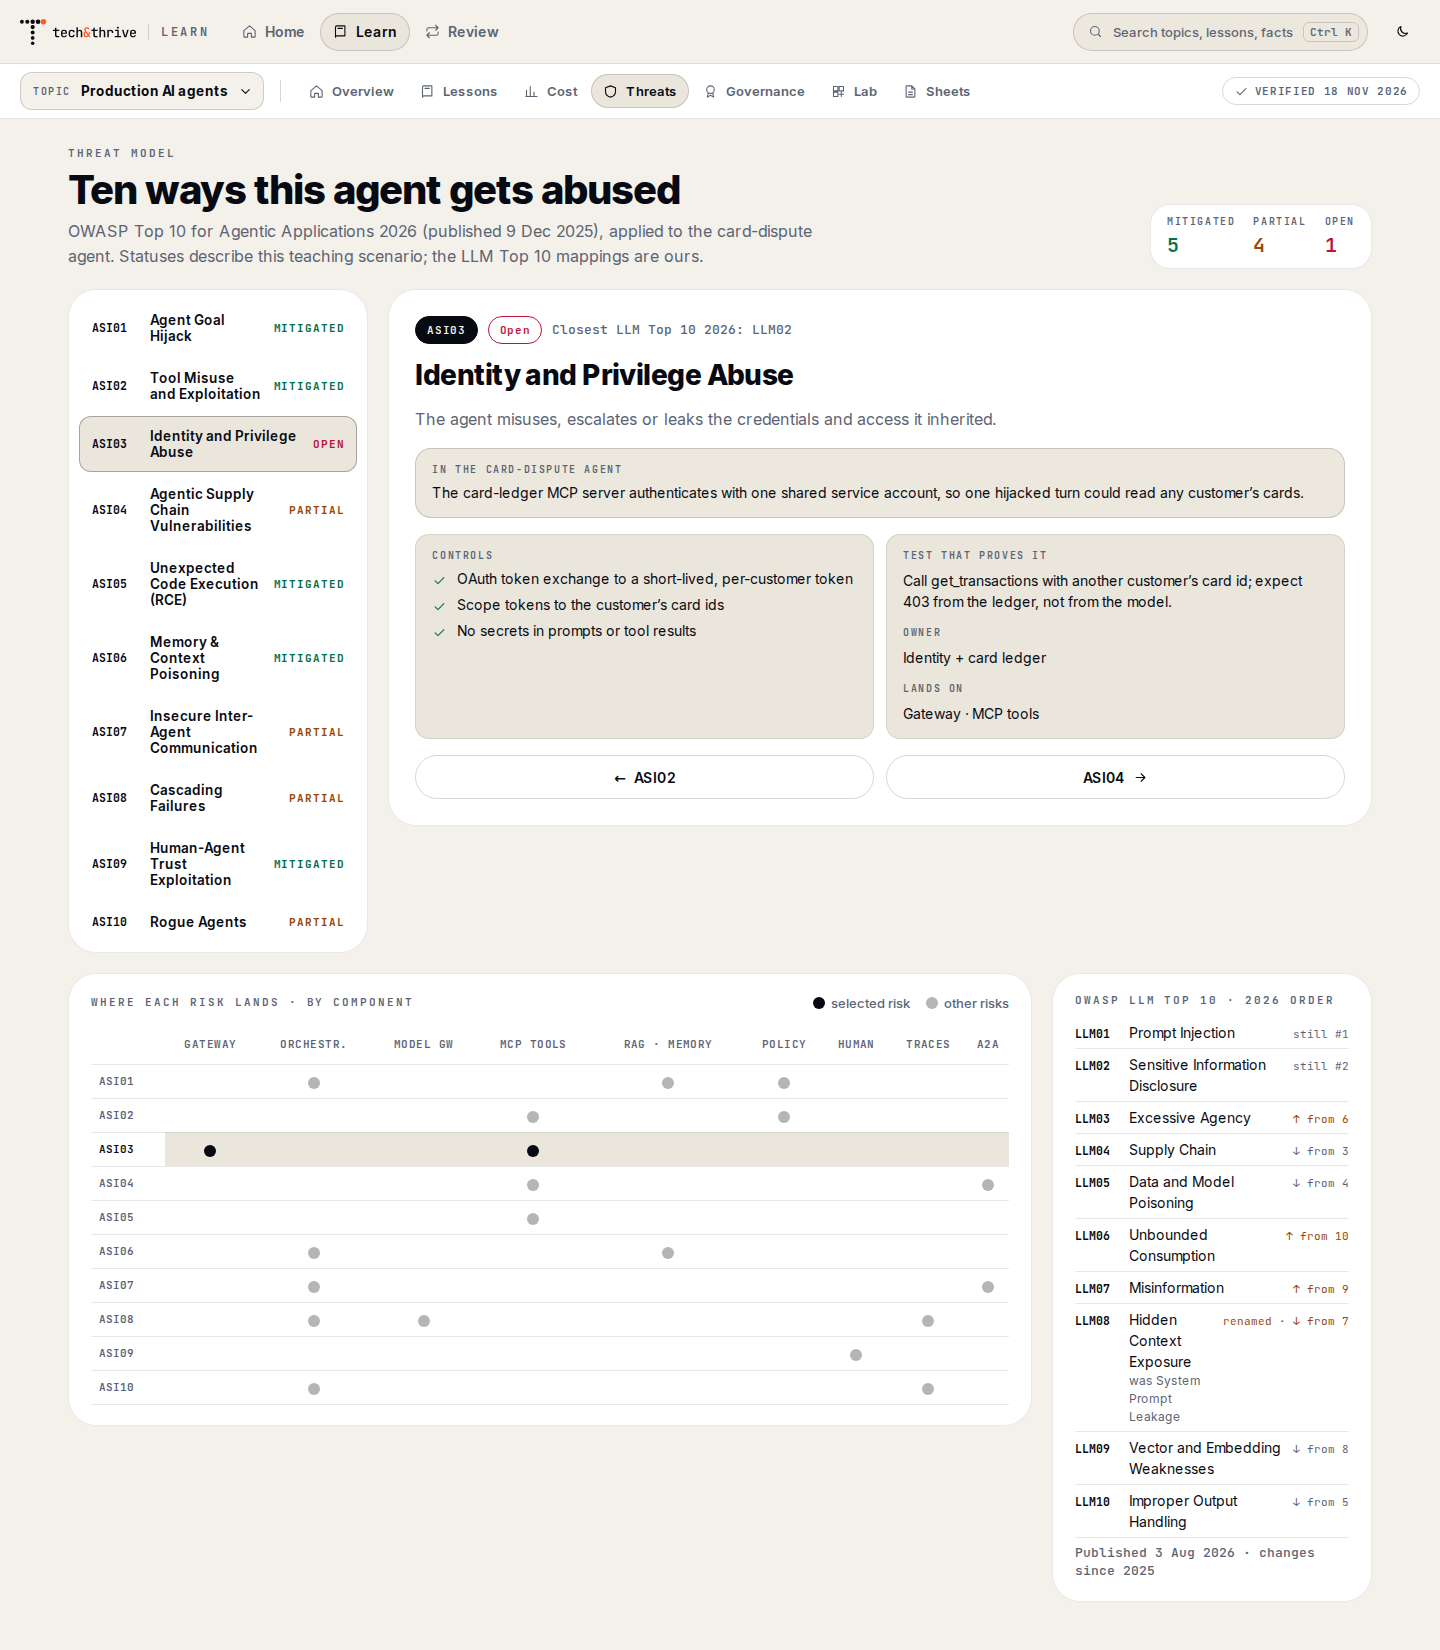 tech&thrive LEARN Home Learn Review Search topics, lessons, facts Ctrl K
TOPIC Production AI agents Overview Lessons Cost Threats Governance Lab Sheets VERIFIED 18 NOV 2026
THREAT MODEL
Ten ways this agent gets abused
OWASP Top 10 for Agentic Applications 2026 (published 9 Dec 2025), applied to the card-dispute
agent. Statuses describe this teaching scenario; the LLM Top 10 mappings are ours.
MITIGATED PARTIAL OPEN
5 4 1
ASI01 Agent Goal Hijack MITIGATED
ASI02 Tool Misuse and Exploitation MITIGATED
ASI03 Identity and Privilege Abuse OPEN
ASI04 Agentic Supply Chain Vulnerabilities PARTIAL
ASI05 Unexpected Code Execution (RCE) MITIGATED
ASI06 Memory & Context Poisoning MITIGATED
ASI07 Insecure Inter-Agent Communication PARTIAL
ASI08 Cascading Failures PARTIAL
ASI09 Human-Agent Trust Exploitation MITIGATED
ASI10 Rogue Agents PARTIAL
ASI03 Open Closest LLM Top 10 2026: LLM02
Identity and Privilege Abuse
The agent misuses, escalates or leaks the credentials and access it inherited.
IN THE CARD-DISPUTE AGENT
The card-ledger MCP server authenticates with one shared service account, so one hijacked turn could read any customer’s cards.
CONTROLS
✓ OAuth token exchange to a short-lived, per-customer token
✓ Scope tokens to the customer’s card ids
✓ No secrets in prompts or tool results
TEST THAT PROVES IT
Call get_transactions with another customer’s card id; expect
403 from the ledger, not from the model.
OWNER
Identity + card ledger
LANDS ON
Gateway · MCP tools
← ASI02
ASI04 →
WHERE EACH RISK LANDS · BY COMPONENT
selected risk other risks
GATEWAY ORCHESTR. MODEL GW MCP TOOLS RAG · MEMORY POLICY HUMAN TRACES A2A
ASI01
ASI02
ASI03
ASI04
ASI05
ASI06
ASI07
ASI08
ASI09
ASI10
OWASP LLM TOP 10 · 2026 ORDER
LLM01 Prompt Injection still #1
LLM02 Sensitive Information Disclosure still #2
LLM03 Excessive Agency ↑ from 6
LLM04 Supply Chain ↓ from 3
LLM05 Data and Model Poisoning ↓ from 4
LLM06 Unbounded Consumption ↑ from 10
LLM07 Misinformation ↑ from 9
LLM08 Hidden Context Exposure renamed · ↓ from 7
was System Prompt Leakage
LLM09 Vector and Embedding Weaknesses ↓ from 8
LLM10 Improper Output Handling ↓ from 5
Published 3 Aug 2026 · changes
since 2025